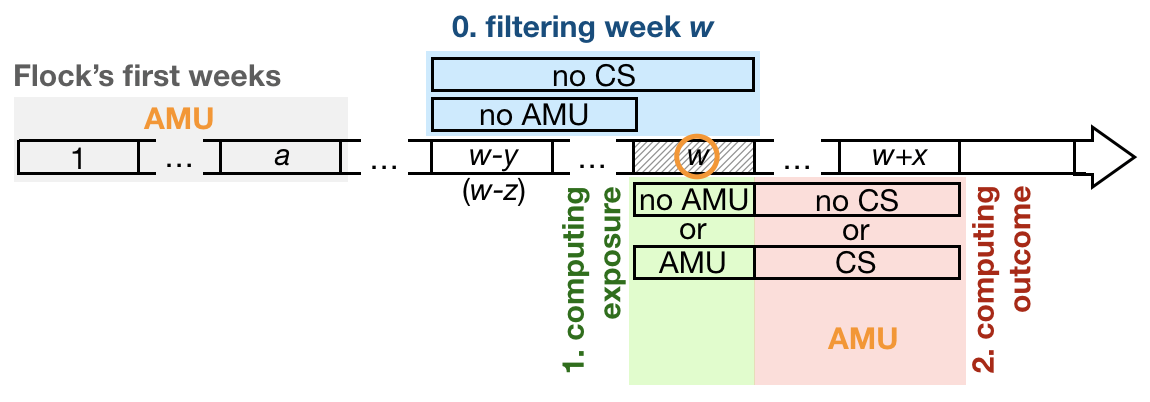 0. filtering week w
Flock’s first weeks
no CS
AMU
no AMU
1 ... a ... w-y ... w ... w+x
(w-z)
1. computing
exposure
no AMU no CS
or or
AMU CS
AMU
2. computing
outcome